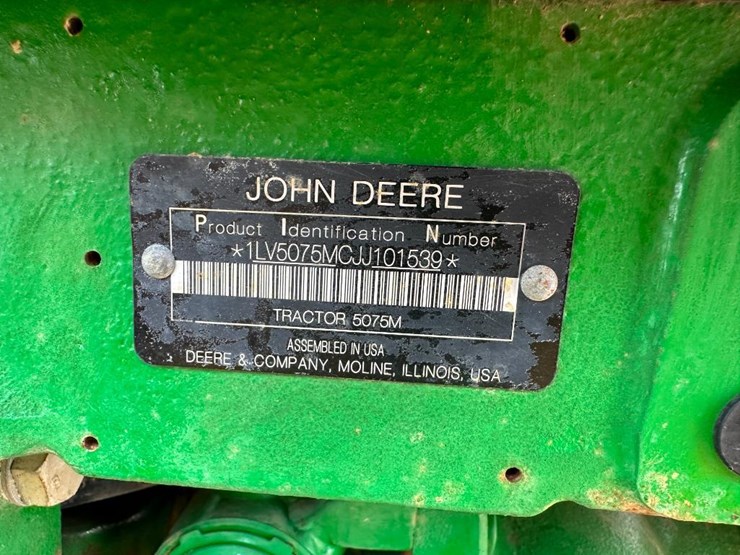 JOHN DEERE
Product Identification Number
*1LV5075MCJJ101539*
TRACTOR 5075M
ASSEMBLED IN USA
DEERE & COMPANY, MOLINE, ILLINOIS, USA